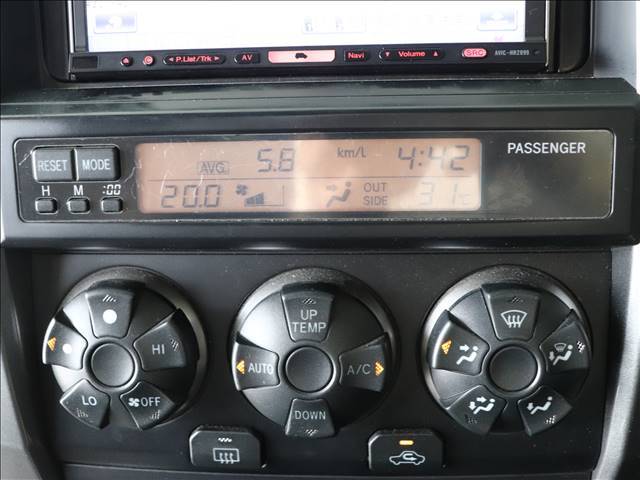 P.List/Trk AV Navi Volume SRC AVIC-HRZ099
RESET MODE AVG. 5.8 km/L 4:42 PASSENGER
H M :00 20.0 OUT SIDE 31℃
UP TEMP
HI AUTO A/C
LO OFF DOWN